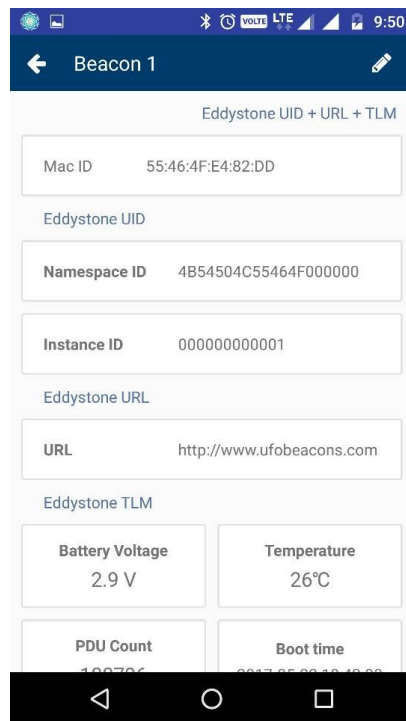 VOLTE LTE 9:50
Beacon 1
Eddystone UID + URL + TLM
Mac ID 55:46:4F:E4:82:DD
Eddystone UID
Namespace ID 4B54504C55464F000000
Instance ID 000000000001
Eddystone URL
URL http://www.ufobeacons.com
Eddystone TLM
Battery Voltage Temperature
2.9 V 26℃
PDU Count Boot time